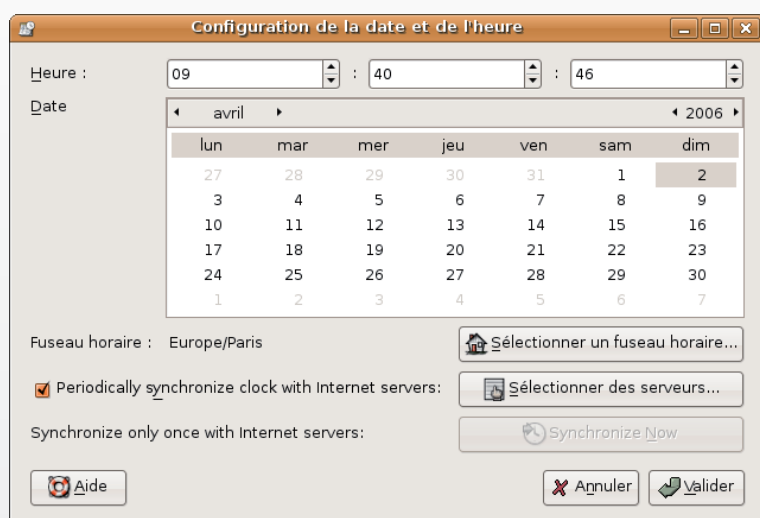 Configuration de la date et de l'heure
Heure : 09 : 40 : 46
Date avril 2006
lun mar mer jeu ven sam dim
27 28 29 30 31 1 2
3 4 5 6 7 8 9
10 11 12 13 14 15 16
17 18 19 20 21 22 23
24 25 26 27 28 29 30
1 2 3 4 5 6 7
Fuseau horaire : Europe/Paris Sélectionner un fuseau horaire...
Periodically synchronize clock with Internet servers: Sélectionner des serveurs...
Synchronize only once with Internet servers: Synchronize Now
Aide Annuler Valider